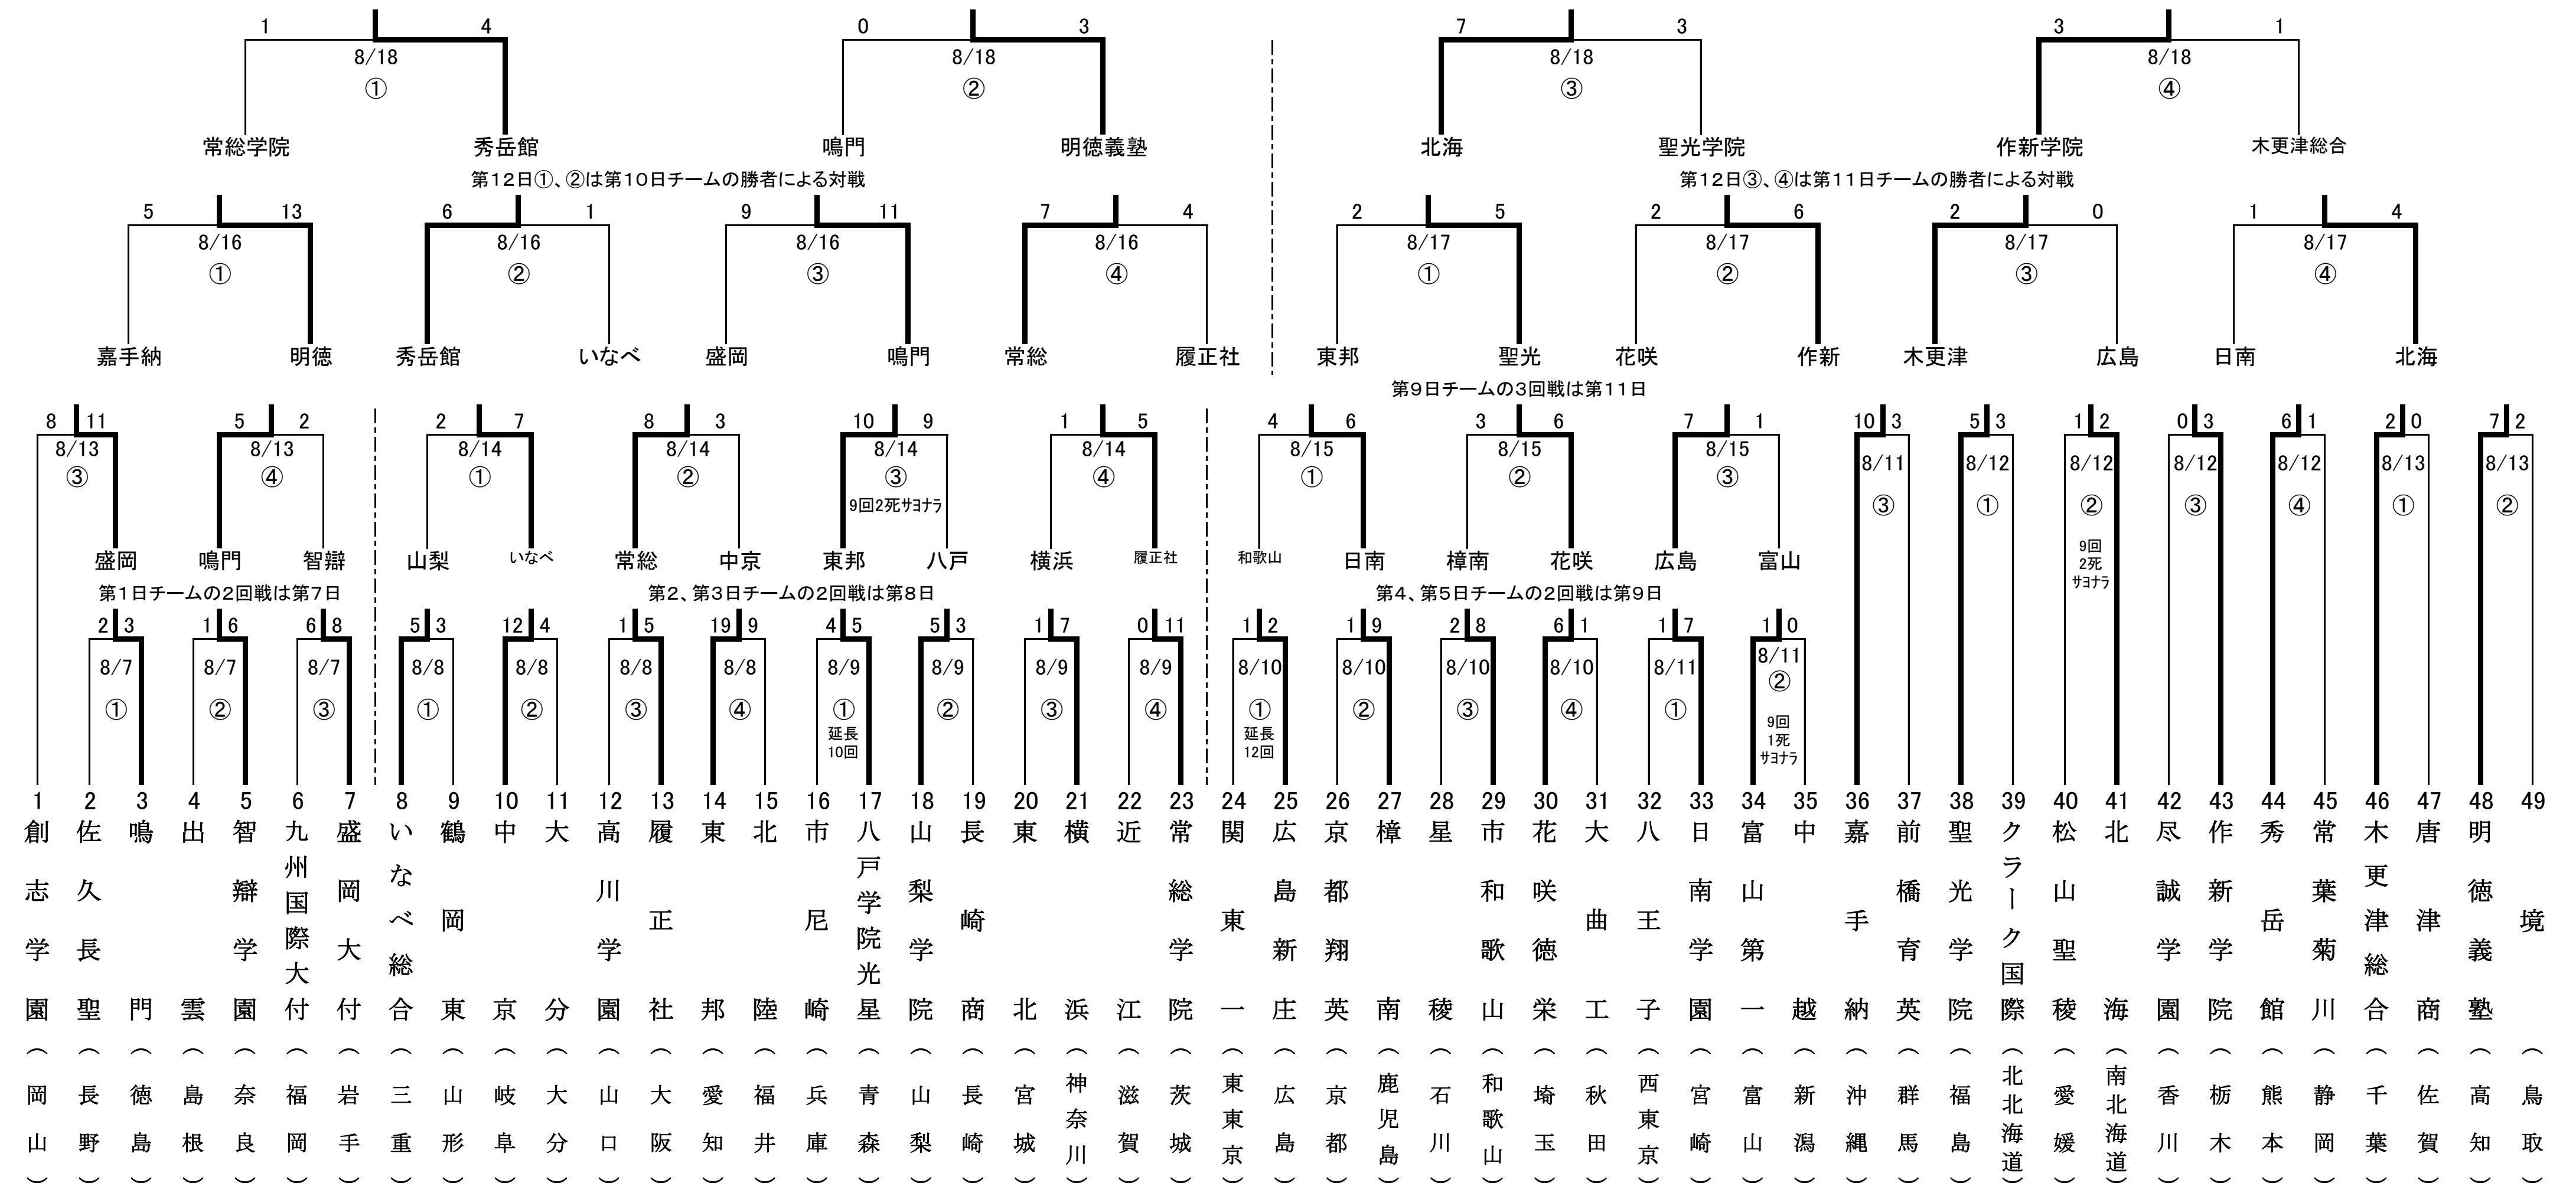 1 4 0 3 7 3 3 1
8/18 8/18 8/18 8/18
① ② ③ ④
常総学院 秀岳館 鳴門 明徳義塾 北海 聖光学院 作新学院 木更津総合
第12日①、②は第10日チームの勝者による対戦 第12日③、④は第11日チームの勝者による対戦
5 13 6 1 9 11 7 4 2 5 2 6 2 0 1 4
8/16 8/16 8/16 8/16 8/17 8/17 8/17 8/17
① ② ③ ④ ① ② ③ ④
嘉手納 明徳 秀岳館 いなべ 盛岡 鳴門 常総 履正社 東邦 聖光 花咲 作新 木更津 広島 日南 北海
第9日チームの3回戦は第11日
8 11 5 2 2 7 8 3 10 9 1 5 4 6 3 6 7 1 10 3 5 3 1 2 0 3 6 1 2 0 7 2
8/13 8/13 8/14 8/14 8/14 8/14 8/15 8/15 8/15 8/11 8/12 8/12 8/12 8/12 8/13 8/13
③ ④ ① ② ③ ④ ① ② ③ ③ ① ② ③ ④ ① ②
9回2死サヨナラ
9回
2死
サヨナラ
盛岡 鳴門 智辯 山梨 いなべ 常総 中京 東邦 八戸 横浜 履正社 和歌山 日南 樟南 花咲 広島 富山
第1日チームの2回戦は第7日 第2、第3日チームの2回戦は第8日 第4、第5日チームの2回戦は第9日
2 3 1 6 6 8 5 3 12 4 1 5 19 9 4 5 5 3 1 7 0 11 1 2 1 9 2 8 6 1 1 7 1 0
8/7 8/7 8/7 8/8 8/8 8/8 8/8 8/9 8/9 8/9 8/9 8/10 8/10 8/10 8/10 8/11 8/11
① ② ③ ① ② ③ ④ ① ② ③ ④ ① ② ③ ④ ① ②
延長
10回
延長
12回
9回
1死
サヨナラ
1 創志学園(岡山)
2 佐久長聖(長野)
3 鳴門(徳島)
4 出雲(島根)
5 智辯学園(奈良)
6 九州国際大付(福岡)
7 盛岡大付(岩手)
8 いなべ総合(三重)
9 鶴岡東(山形)
10 中京(岐阜)
11 大分(大分)
12 高川学園(山口)
13 履正社(大阪)
14 東邦(愛知)
15 北陸(福井)
16 市尼崎(兵庫)
17 八戸学院光星(青森)
18 山梨学院(山梨)
19 長崎商(長崎)
20 東北(宮城)
21 横浜(神奈川)
22 近江(滋賀)
23 常総学院(茨城)
24 関東一(東東京)
25 広島新庄(広島)
26 京都翔英(京都)
27 樟南(鹿児島)
28 星稜(石川)
29 市和歌山(和歌山)
30 花咲徳栄(埼玉)
31 大曲工(秋田)
32 八王子(西東京)
33 日南学園(宮崎)
34 富山第一(富山)
35 中越(新潟)
36 嘉手納(沖縄)
37 前橋育英(群馬)
38 聖光学院(福島)
39 クラーク国際(北北海道)
40 松山聖稜(愛媛)
41 北海(南北海道)
42 尽誠学園(香川)
43 作新学院(栃木)
44 秀岳館(熊本)
45 常葉菊川(静岡)
46 木更津総合(千葉)
47 唐津商(佐賀)
48 明徳義塾(高知)
49 境(鳥取)